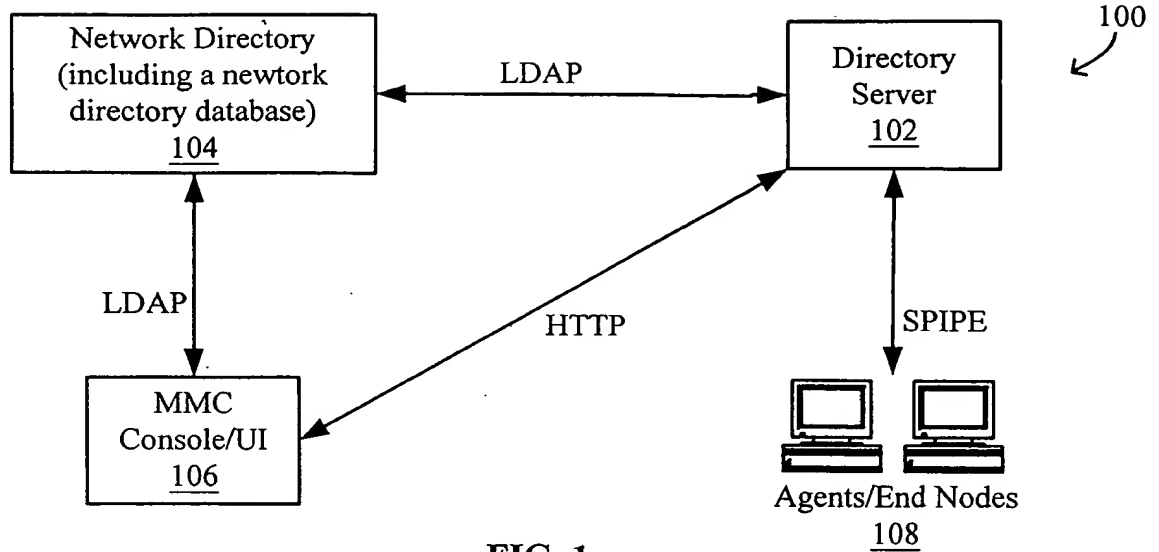 100
Network Directory
(including a newtork
directory database)
104
LDAP
Directory
Server
102
LDAP
HTTP
SPIPE
MMC
Console/UI
106
Agents/End Nodes
108
FIG. 1